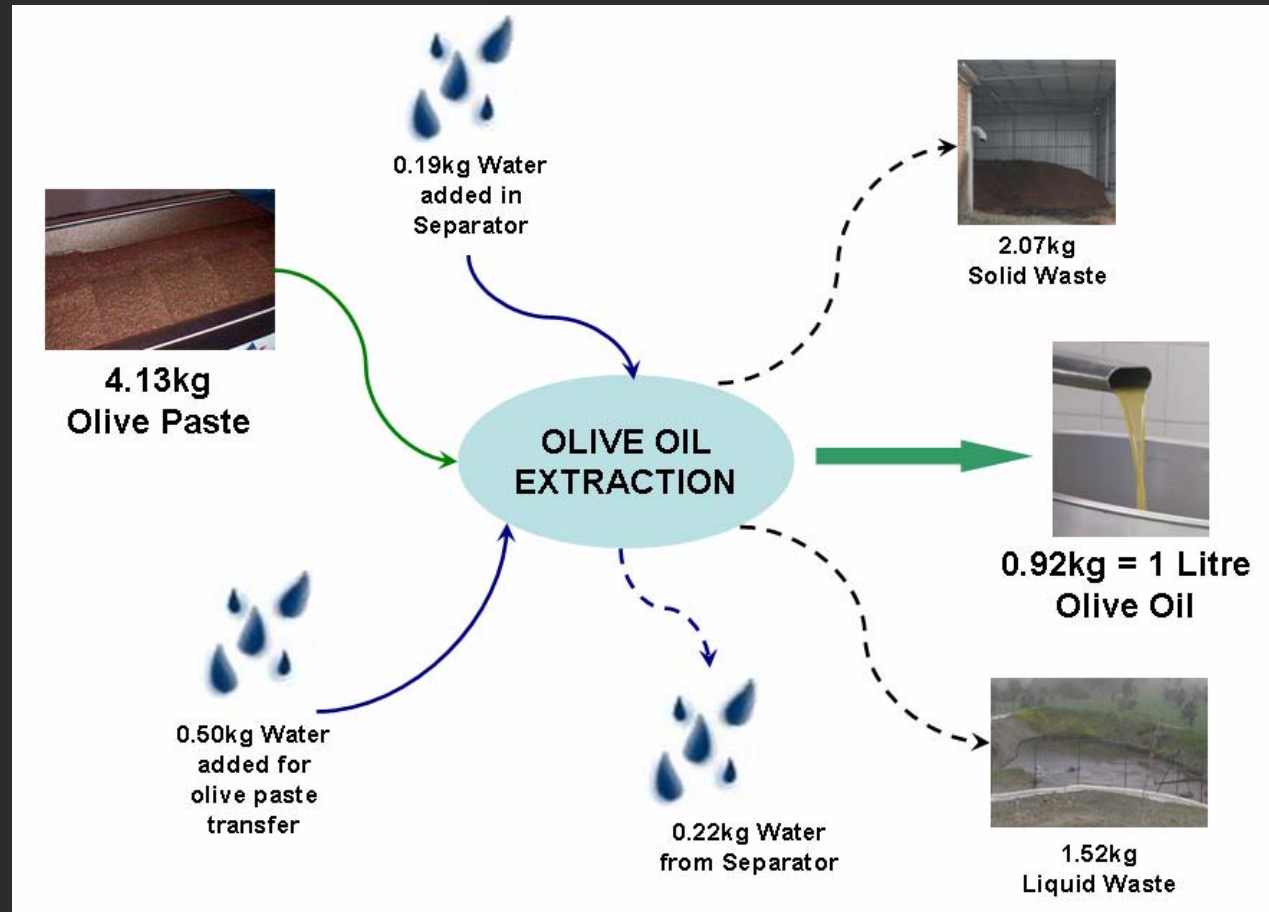 0.19kg Water
added in
Separator
2.07kg
Solid Waste
4.13kg
Olive Paste
OLIVE OIL
EXTRACTION
0.92kg = 1 Litre
Olive Oil
0.50kg Water
added for
olive paste
transfer
0.22kg Water
from Separator
1.52kg
Liquid Waste